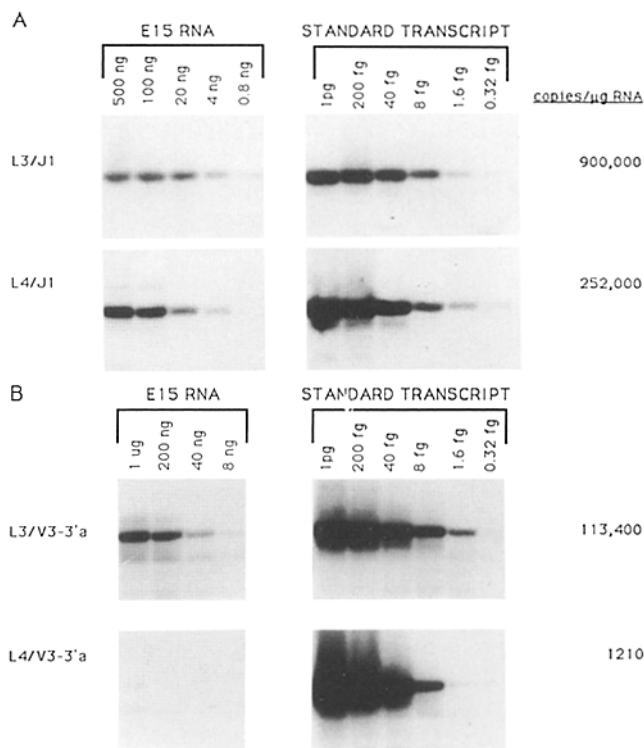 A
E15 RNA
STANDARD TRANSCRIPT
500 ng
100 ng
20 ng
4 ng
0.8 ng
1pg
200 fg
40 fg
8 fg
1.6 fg
0.32 fg
copies/µg RNA
L3/J1
900,000
L4/J1
252,000
B
E15 RNA
STANDARD TRANSCRIPT
1 ug
200 ng
40 ng
8 ng
1pg
200 fg
40 fg
8 fg
1.6 fg
0.32 fg
L3/V3-3'a
113,400
L4/V3-3'a
1210